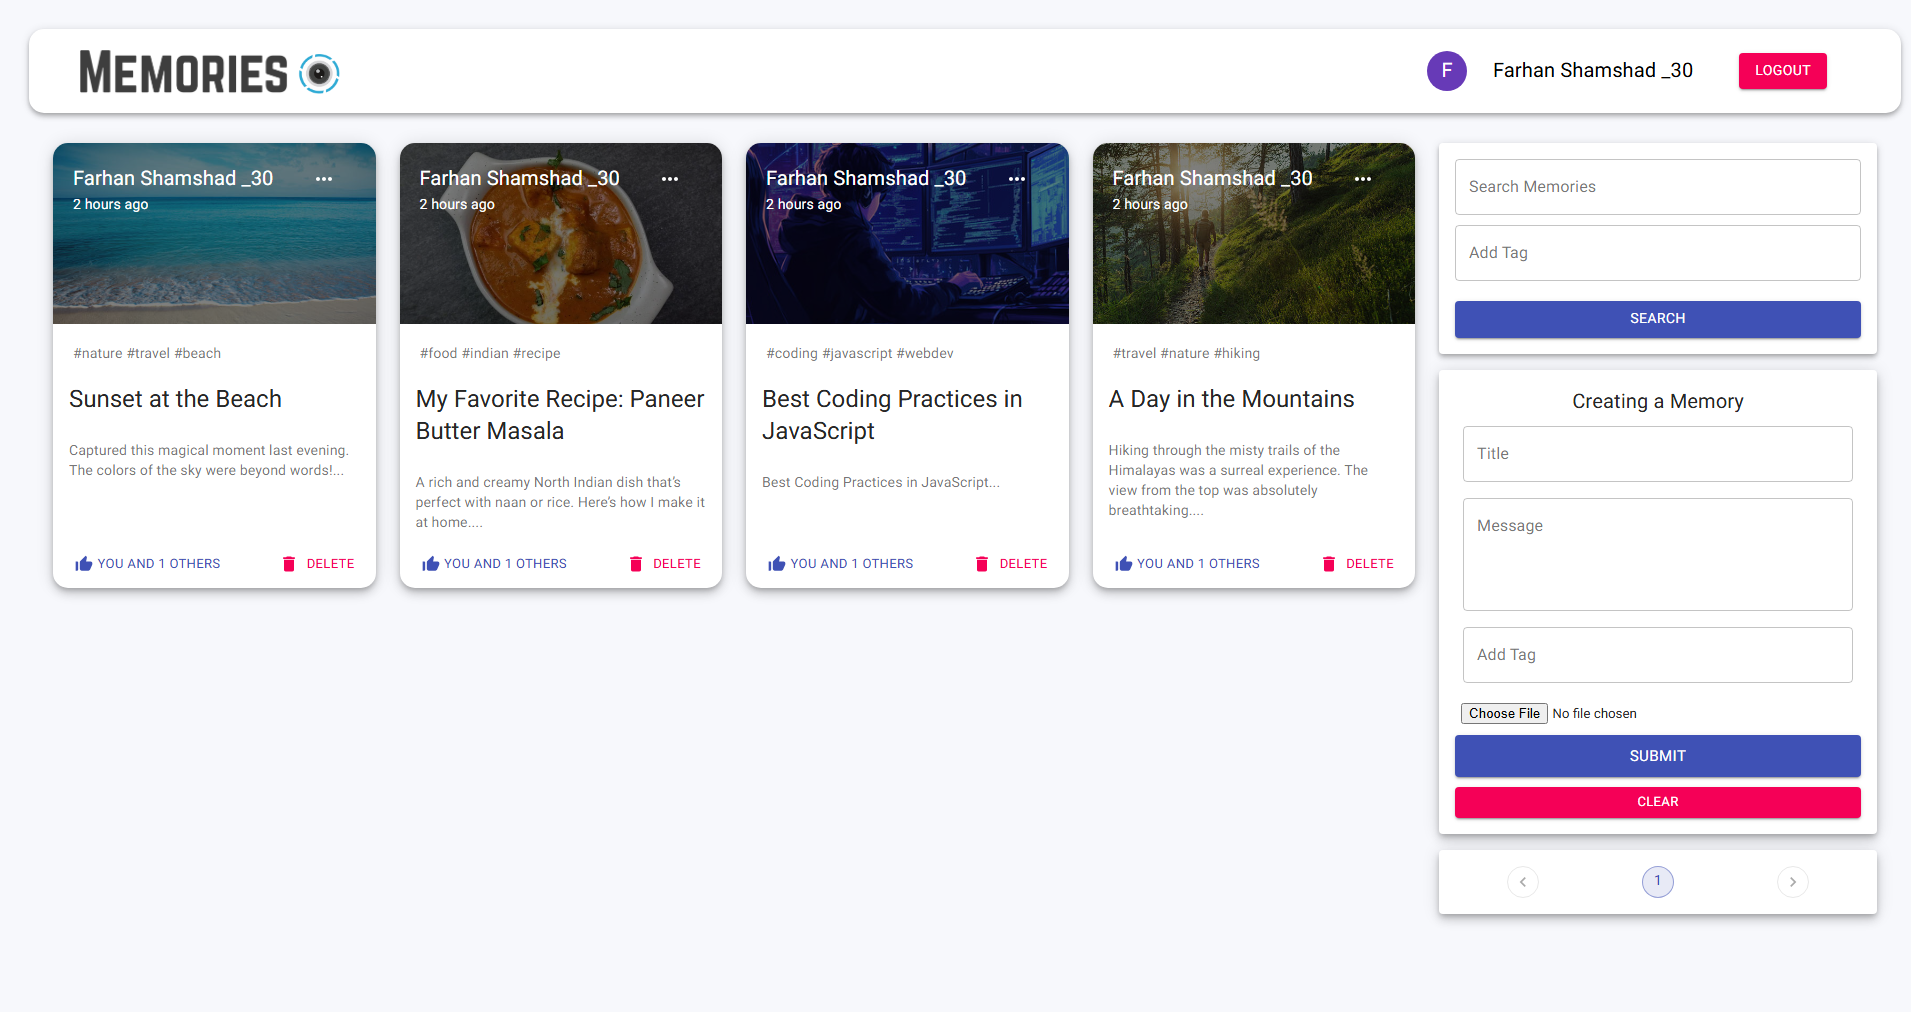 MEMORIES
F
Farhan Shamshad _30
LOGOUT
Farhan Shamshad _30
2 hours ago
#nature #travel #beach
Sunset at the Beach
Captured this magical moment last evening.
The colors of the sky were beyond words!...
YOU AND 1 OTHERS
DELETE
Farhan Shamshad _30
2 hours ago
#food #indian #recipe
My Favorite Recipe: Paneer
Butter Masala
A rich and creamy North Indian dish that’s
perfect with naan or rice. Here’s how I make it
at home....
YOU AND 1 OTHERS
DELETE
Farhan Shamshad _30
2 hours ago
#coding #javascript #webdev
Best Coding Practices in
JavaScript
Best Coding Practices in JavaScript...
YOU AND 1 OTHERS
DELETE
Farhan Shamshad _30
2 hours ago
#travel #nature #hiking
A Day in the Mountains
Hiking through the misty trails of the
Himalayas was a surreal experience. The
view from the top was absolutely
breathtaking....
YOU AND 1 OTHERS
DELETE
Search Memories
Add Tag
SEARCH
Creating a Memory
Title
Message
Add Tag
Choose File No file chosen
SUBMIT
CLEAR
1